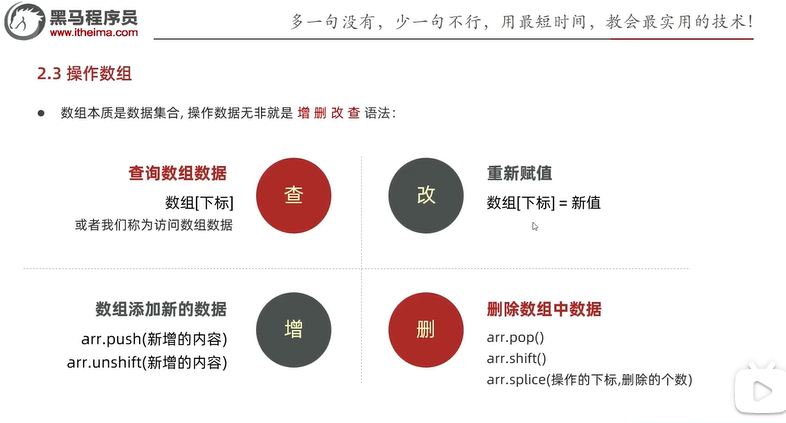 黑马程序员
www.itheima.com
多一句没有，少一句不行，用最短时间，教会最实用的技术！
2.3 操作数组
● 数组本质是数据集合, 操作数据无非就是 增 删 改 查 语法：
查询数组数据
数组[下标]
或者我们称为访问数组数据
查
改
重新赋值
数组[下标] = 新值
数组添加新的数据
arr.push(新增的内容)
arr.unshift(新增的内容)
增
删
删除数组中数据
arr.pop()
arr.shift()
arr.splice(操作的下标,删除的个数)